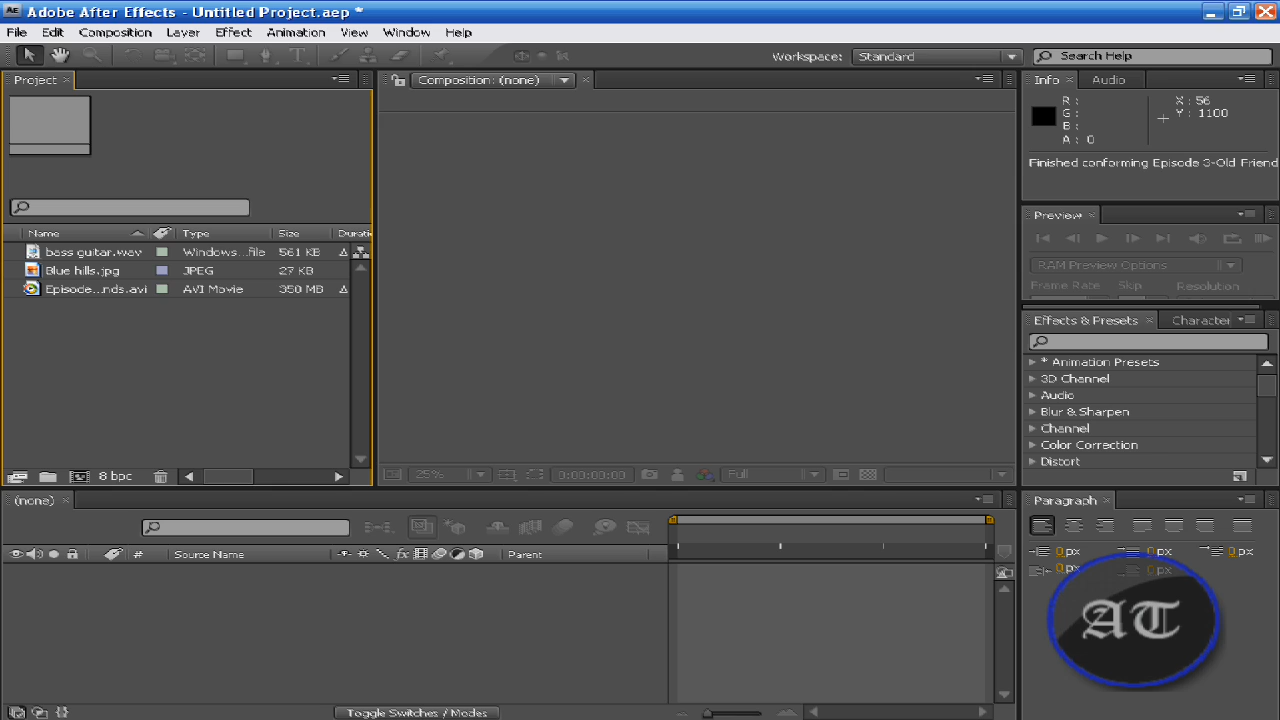 AE Adobe After Effects - Untitled Project.aep *
File Edit Composition Layer Effect Animation View Window Help
Workspace: Standard Search Help
Project
Composition: (none)
Info Audio
R :
G :
B :
A : 0
X : 56
Y : 1100
Finished conforming Episode 3-Old Friend
Name Type Size Durati
bass guitar.wav Windows...file 561 KB
Blue hills.jpg JPEG 27 KB
Episode...nds.avi AVI Movie 350 MB
8 bpc
Preview
RAM Preview Options
Frame Rate Skip Resolution
Effects & Presets Character
* Animation Presets
3D Channel
Audio
Blur & Sharpen
Channel
Color Correction
Distort
25% 0:00:00:00 Full
(none)
# Source Name Parent
Toggle Switches / Modes
Paragraph
0 px 0 px 0 px
0 px 0 px
AT